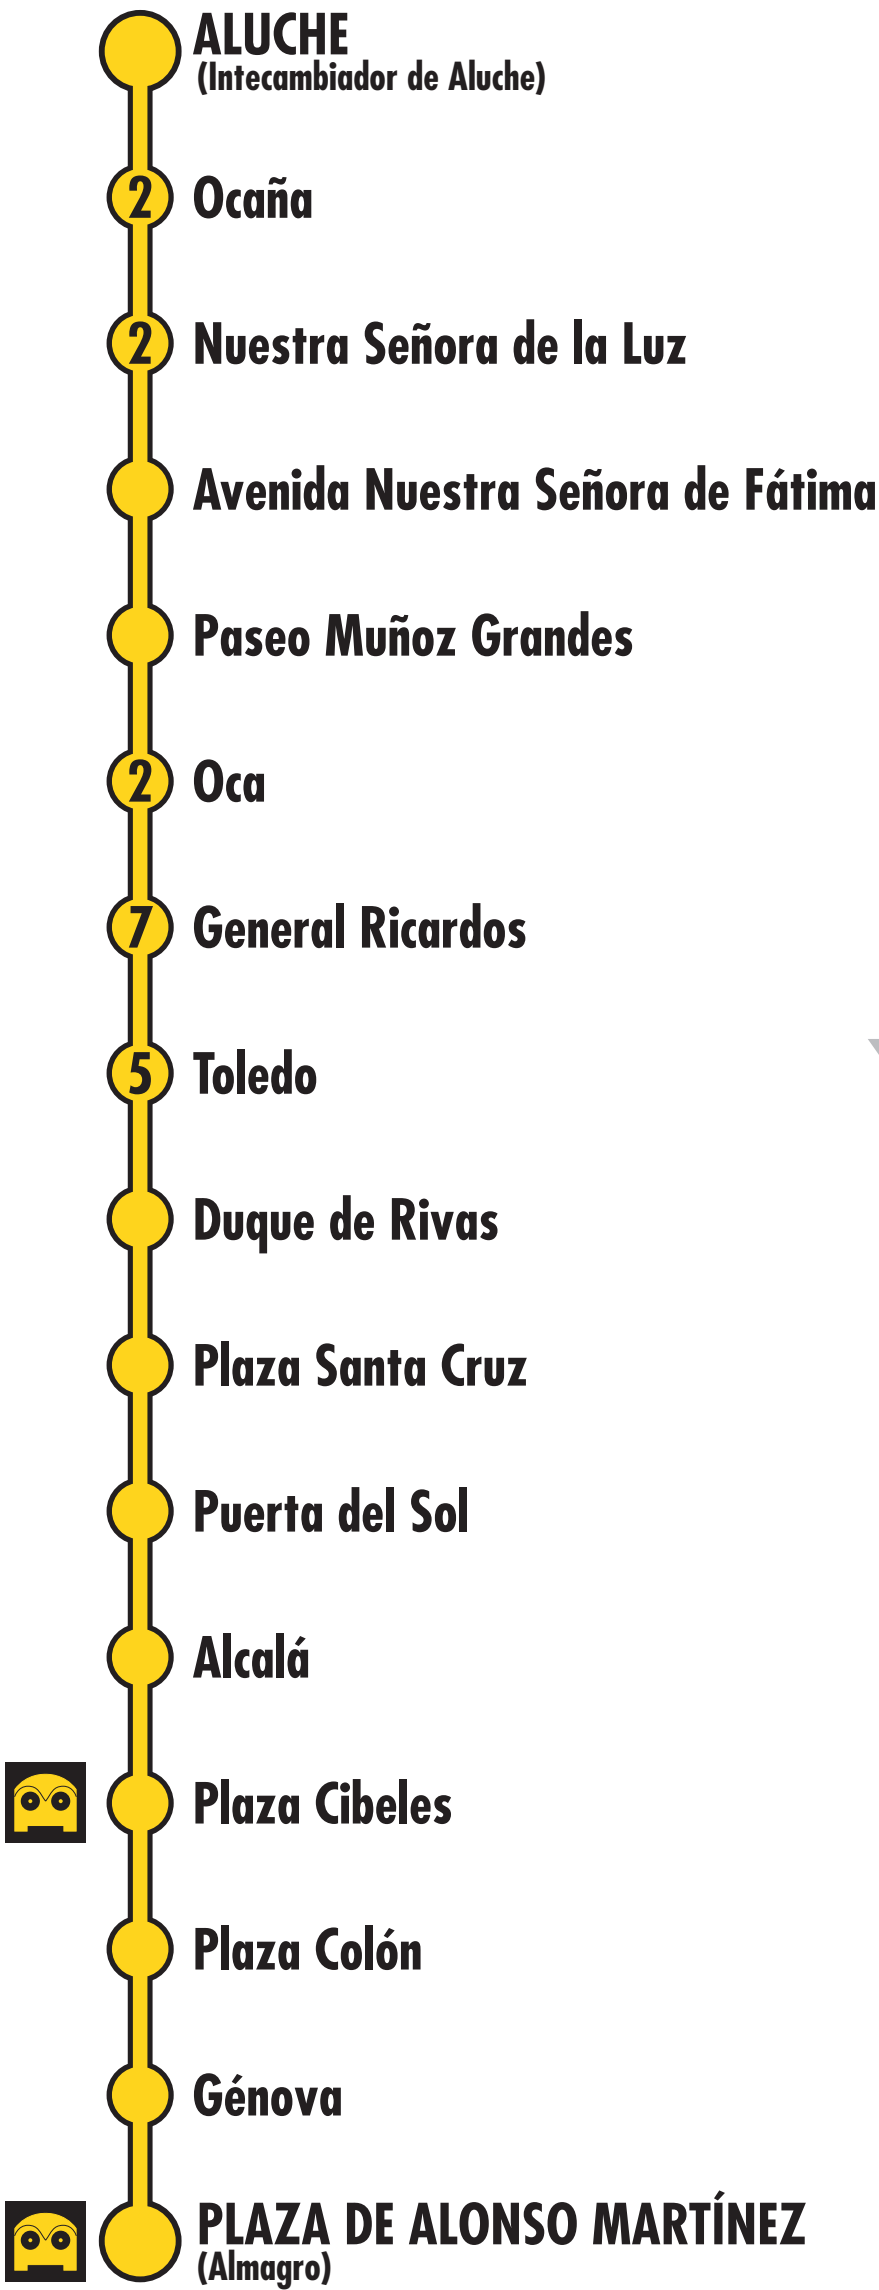 ALUCHE
(Intecambiador de Aluche)
2 Ocaña
2 Nuestra Señora de la Luz
Avenida Nuestra Señora de Fátima
Paseo Muñoz Grandes
2 Oca
7 General Ricardos
5 Toledo
Duque de Rivas
Plaza Santa Cruz
Puerta del Sol
Alcalá
Plaza Cibeles
Plaza Colón
Génova
PLAZA DE ALONSO MARTÍNEZ
(Almagro)